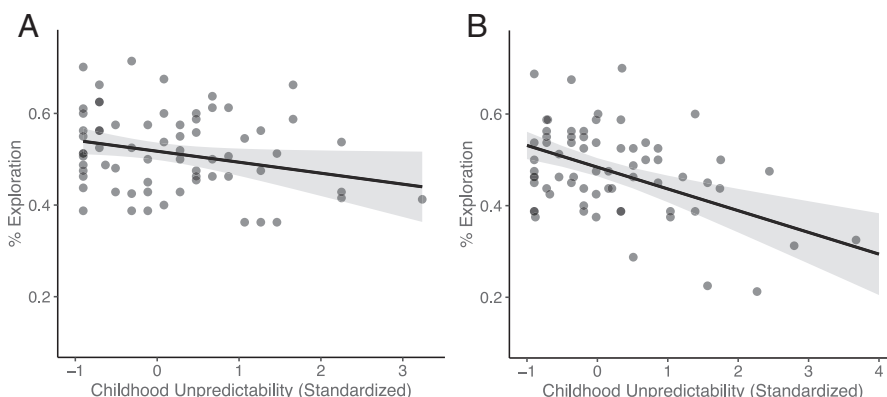 A
% Exploration
0.6
0.4
0.2
-1 0 1 2 3
Childhood Unpredictability (Standardized)
B
% Exploration
0.6
0.4
0.2
-1 0 1 2 3 4
Childhood Unpredictability (Standardized)